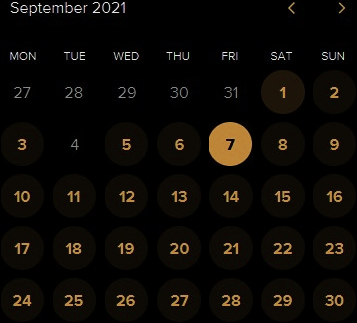 September 2021
MON TUE WED THU FRI SAT SUN
27 28 29 30 31 1 2
3 4 5 6 7 8 9
10 11 12 13 14 15 16
17 18 19 20 21 22 23
24 25 26 27 28 29 30